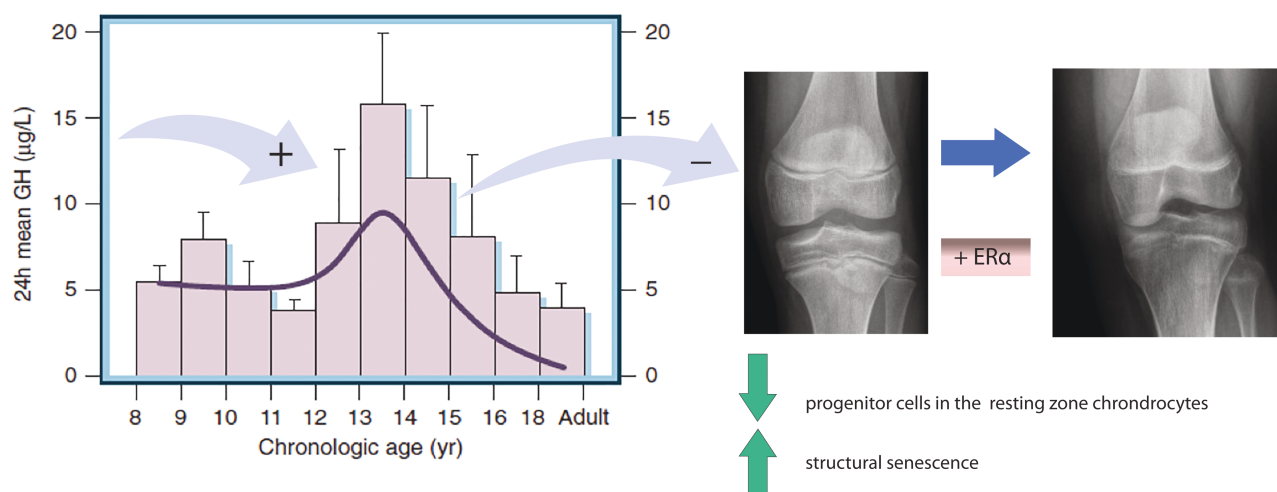 20
15
10
5
0
24h mean GH (µg/L)
+
20
15
10
5
0
8 9 10 11 12 13 14 15 16 18 Adult
Chronologic age (yr)
–
+ ERα
progenitor cells in the resting zone chrondrocytes
structural senescence